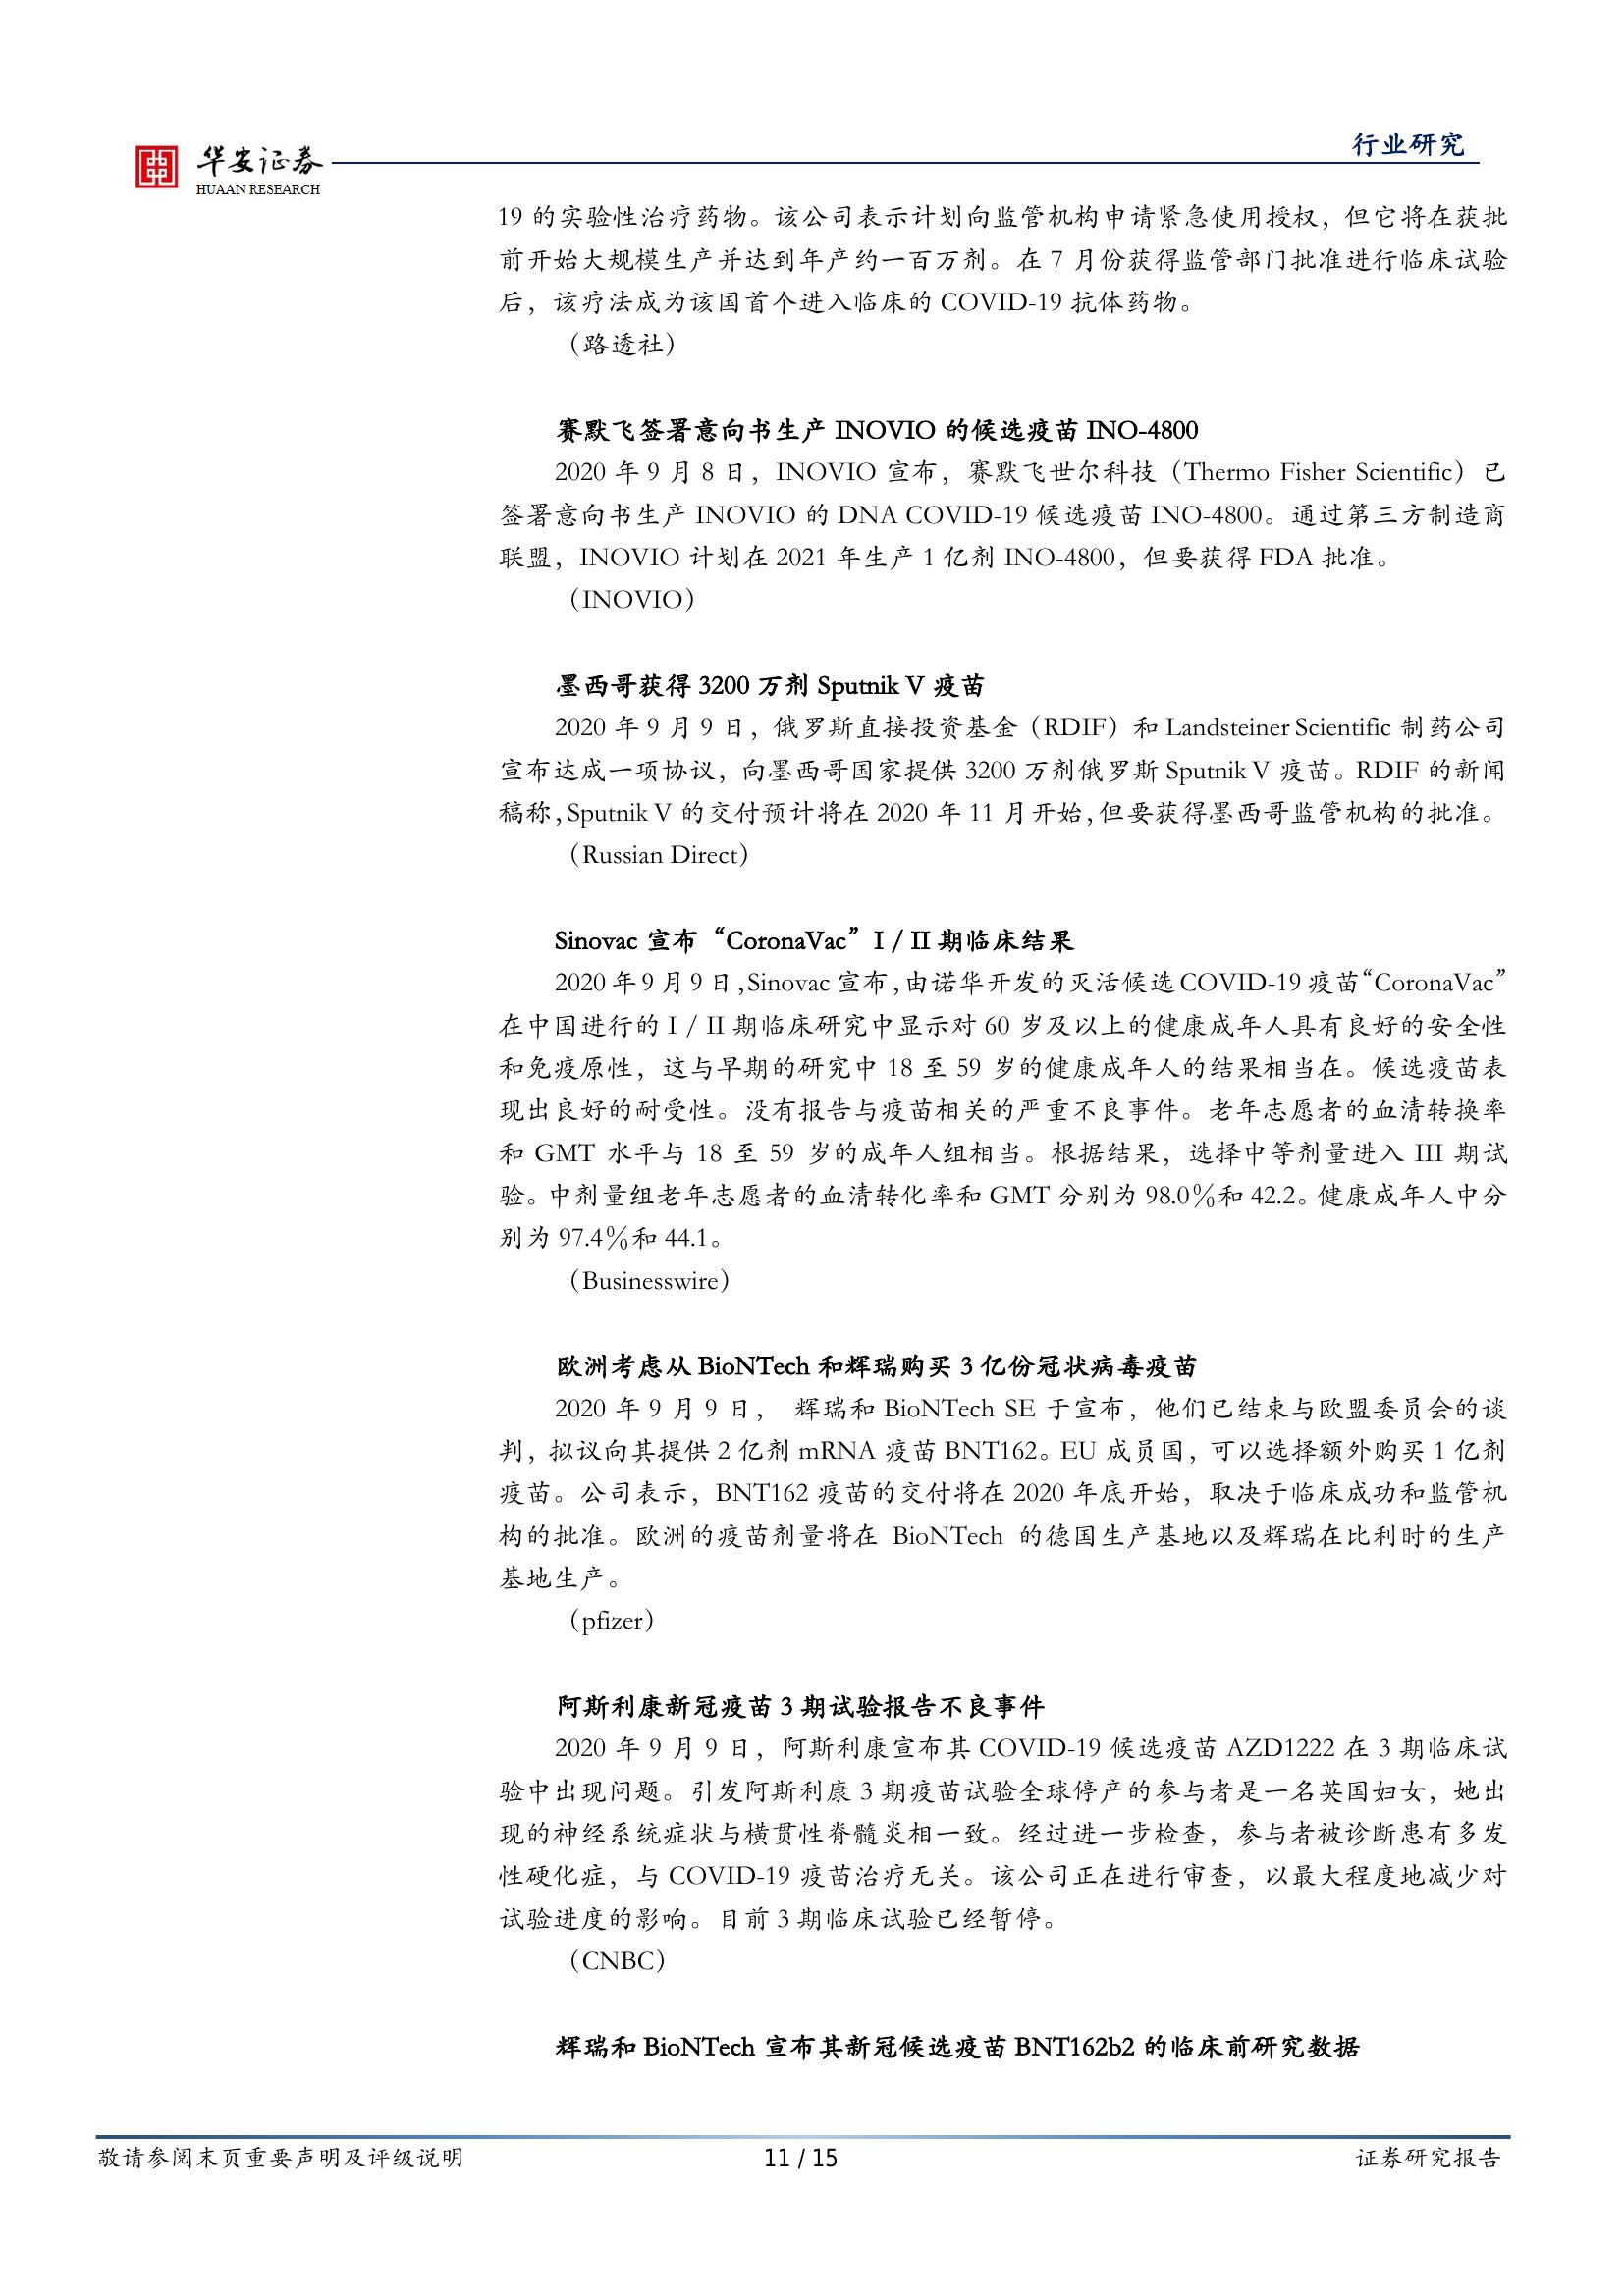 华安证券
HUAAN RESEARCH
行业研究
19 的实验性治疗药物。该公司表示计划向监管机构申请紧急使用授权，但它将在获批
前开始大规模生产并达到年产约一百万剂。在 7 月份获得监管部门批准进行临床试验
后，该疗法成为该国首个进入临床的 COVID-19 抗体药物。
（路透社）
赛默飞签署意向书生产 INOVIO 的候选疫苗 INO-4800
2020 年 9 月 8 日，INOVIO 宣布，赛默飞世尔科技（Thermo Fisher Scientific）已
签署意向书生产 INOVIO 的 DNA COVID-19 候选疫苗 INO-4800。通过第三方制造商
联盟，INOVIO 计划在 2021 年生产 1 亿剂 INO-4800，但要获得 FDA 批准。
（INOVIO）
墨西哥获得 3200 万剂 Sputnik V 疫苗
2020 年 9 月 9 日，俄罗斯直接投资基金（RDIF）和 Landsteiner Scientific 制药公司
宣布达成一项协议，向墨西哥国家提供 3200 万剂俄罗斯 Sputnik V 疫苗。RDIF 的新闻
稿称，Sputnik V 的交付预计将在 2020 年 11 月开始，但要获得墨西哥监管机构的批准。
（Russian Direct）
Sinovac 宣布“CoronaVac”I / II 期临床结果
2020 年 9 月 9 日，Sinovac 宣布，由诺华开发的灭活候选 COVID-19 疫苗“CoronaVac”
在中国进行的 I / II 期临床研究中显示对 60 岁及以上的健康成年人具有良好的安全性
和免疫原性，这与早期的研究中 18 至 59 岁的健康成年人的结果相当在。候选疫苗表
现出良好的耐受性。没有报告与疫苗相关的严重不良事件。老年志愿者的血清转换率
和 GMT 水平与 18 至 59 岁的成年人组相当。根据结果，选择中等剂量进入 III 期试
验。中剂量组老年志愿者的血清转化率和 GMT 分别为 98.0％和 42.2。健康成年人中分
别为 97.4％和 44.1。
（Businesswire）
欧洲考虑从 BioNTech 和辉瑞购买 3 亿份冠状病毒疫苗
2020 年 9 月 9 日， 辉瑞和 BioNTech SE 于宣布，他们已结束与欧盟委员会的谈
判，拟议向其提供 2 亿剂 mRNA 疫苗 BNT162。EU 成员国，可以选择额外购买 1 亿剂
疫苗。公司表示，BNT162 疫苗的交付将在 2020 年底开始，取决于临床成功和监管机
构的批准。欧洲的疫苗剂量将在 BioNTech 的德国生产基地以及辉瑞在比利时的生产
基地生产。
（pfizer）
阿斯利康新冠疫苗 3 期试验报告不良事件
2020 年 9 月 9 日，阿斯利康宣布其 COVID-19 候选疫苗 AZD1222 在 3 期临床试
验中出现问题。引发阿斯利康 3 期疫苗试验全球停产的参与者是一名英国妇女，她出
现的神经系统症状与横贯性脊髓炎相一致。经过进一步检查，参与者被诊断患有多发
性硬化症，与 COVID-19 疫苗治疗无关。该公司正在进行审查，以最大程度地减少对
试验进度的影响。目前 3 期临床试验已经暂停。
（CNBC）
辉瑞和 BioNTech 宣布其新冠候选疫苗 BNT162b2 的临床前研究数据
敬请参阅末页重要声明及评级说明
11 / 15
证券研究报告